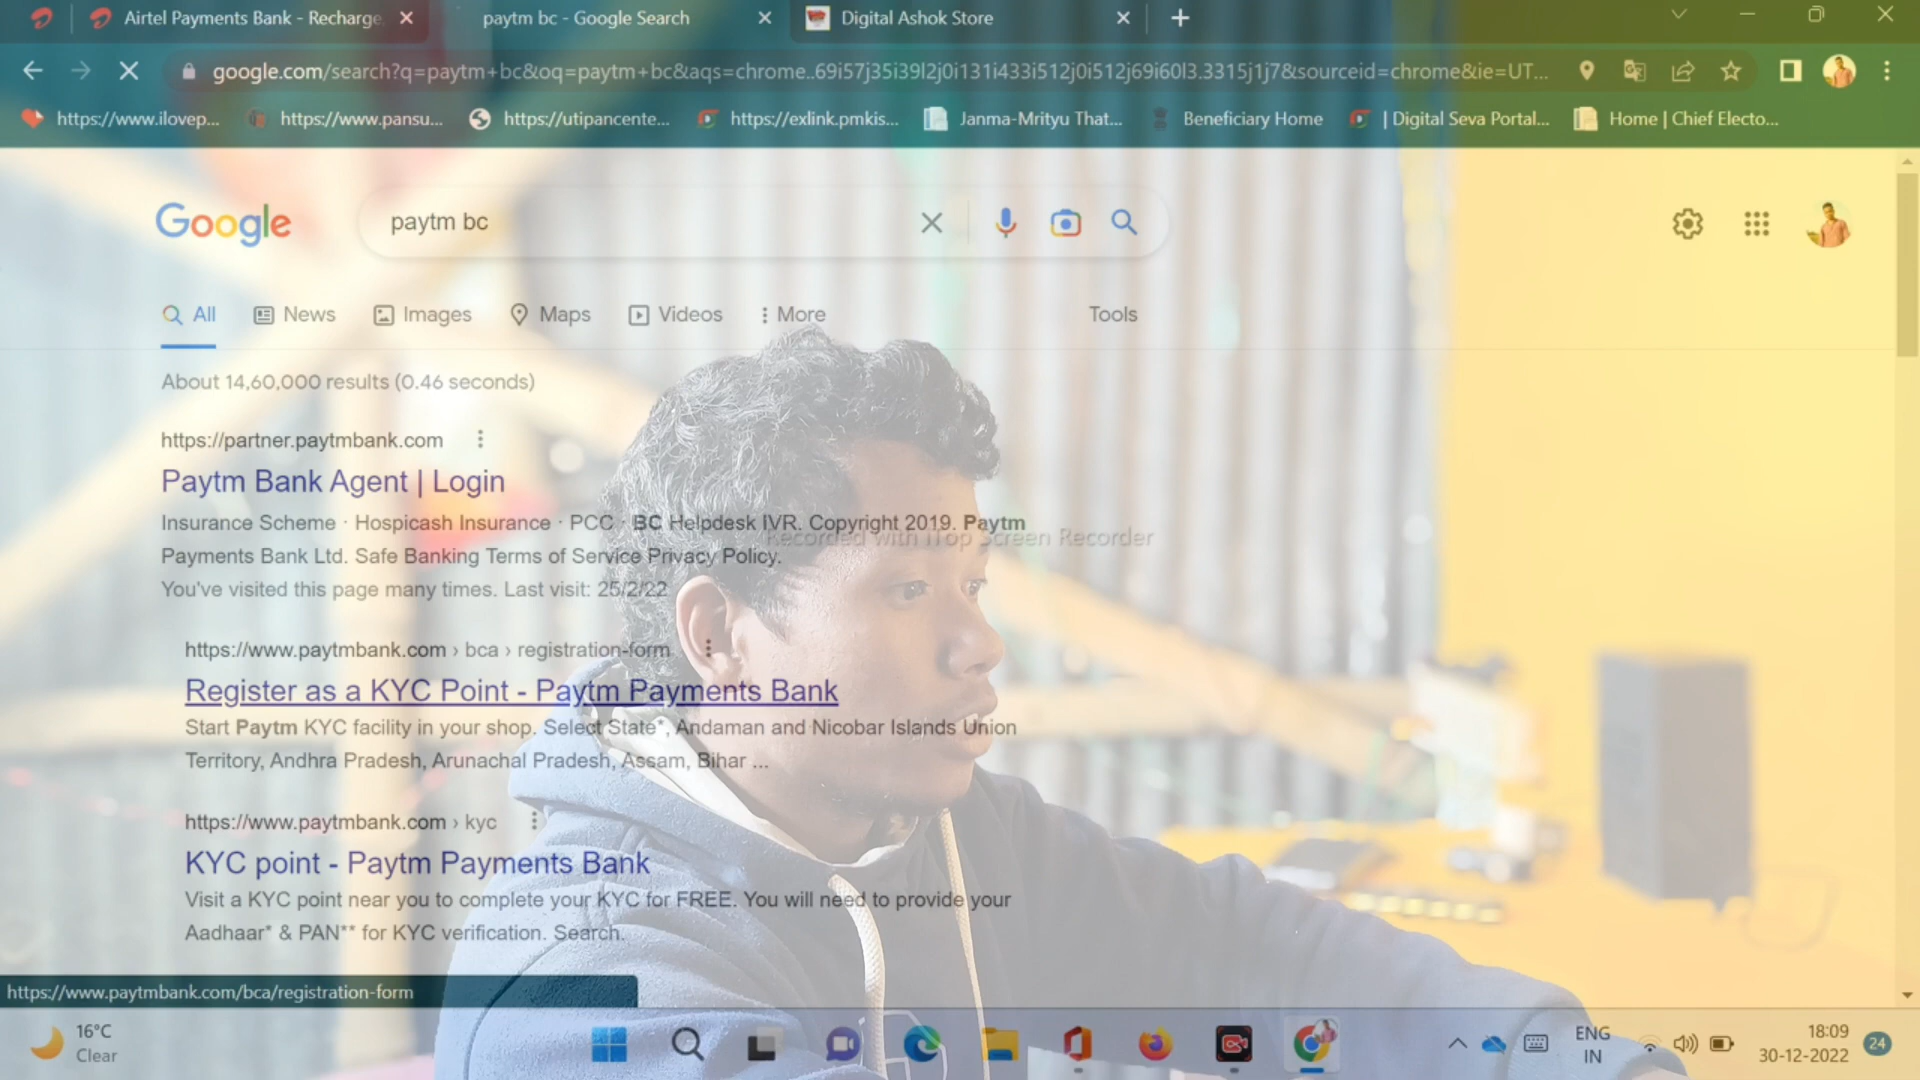 Airtel Payments Bank - Recharge
paytm bc - Google Search
Digital Ashok Store
google.com/search?q=paytm+bc&oq=paytm+bc&aqs=chrome..69i57j35i39l2j0i131i433i512j0i512j69i60l3.3315j1j7&sourceid=chrome&ie=UT...
https://www.ilovep...
https://www.pansu...
https://utipancente...
https://exlink.pmkis...
Janma-Mrityu That...
Beneficiary Home
| Digital Seva Portal...
Home | Chief Electo...
Google
paytm bc
All
News
Images
Maps
Videos
More
Tools
About 14,60,000 results (0.46 seconds)
https://partner.paytmbank.com
Paytm Bank Agent | Login
Insurance Scheme · Hospicash Insurance · PCC · BC Helpdesk IVR. Copyright 2019. Paytm
Payments Bank Ltd. Safe Banking Terms of Service Privacy Policy.
Recorded with iTop Screen Recorder
You've visited this page many times. Last visit: 25/2/22
https://www.paytmbank.com › bca › registration-form
Register as a KYC Point - Paytm Payments Bank
Start Paytm KYC facility in your shop. Select State*, Andaman and Nicobar Islands Union
Territory, Andhra Pradesh, Arunachal Pradesh, Assam, Bihar ...
https://www.paytmbank.com › kyc
KYC point - Paytm Payments Bank
Visit a KYC point near you to complete your KYC for FREE. You will need to provide your
Aadhaar* & PAN** for KYC verification. Search.
https://www.paytmbank.com/bca/registration-form
16°C
Clear
ENG
IN
18:09
30-12-2022
24